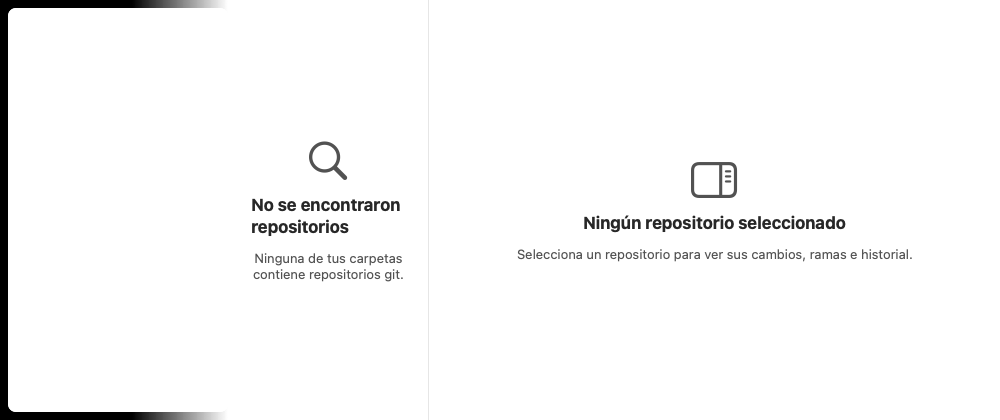 No se encontraron
repositorios
Ninguna de tus carpetas
contiene repositorios git.
Ningún repositorio seleccionado
Selecciona un repositorio para ver sus cambios, ramas e historial.